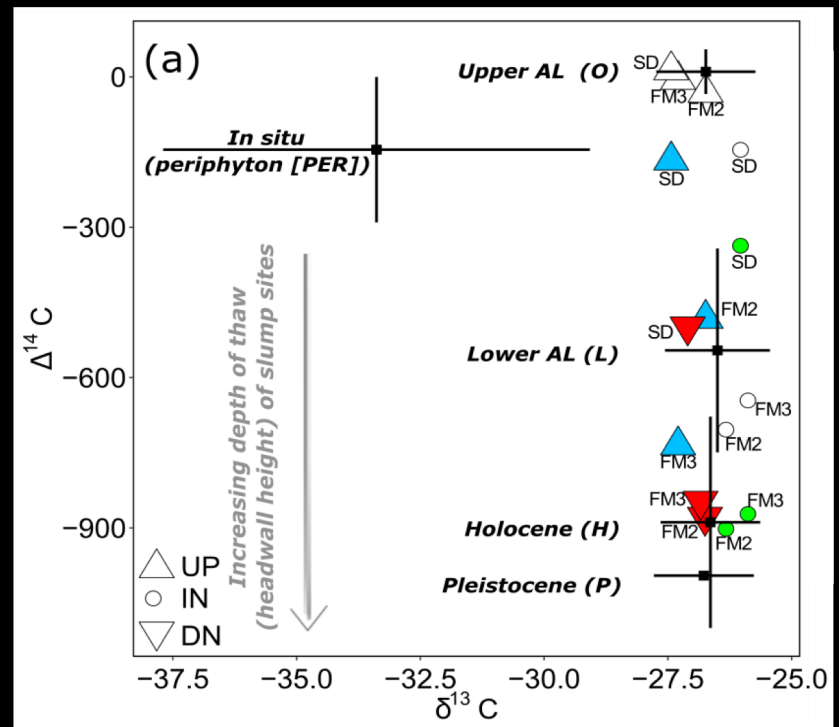 (a)
Upper AL (O)
SD
FM3
FM2
In situ
(periphyton [PER])
SD
SD
SD
FM2
SD
Lower AL (L)
FM3
FM2
FM3
FM3
FM3
Holocene (H)
FM2
FM2
Pleistocene (P)
Increasing depth of thaw
(headwall height) of slump sites
UP
IN
DN
0
−300
−600
−900
Δ14 C
−37.5 −35.0 −32.5 −30.0 −27.5 −25.0
δ13 C